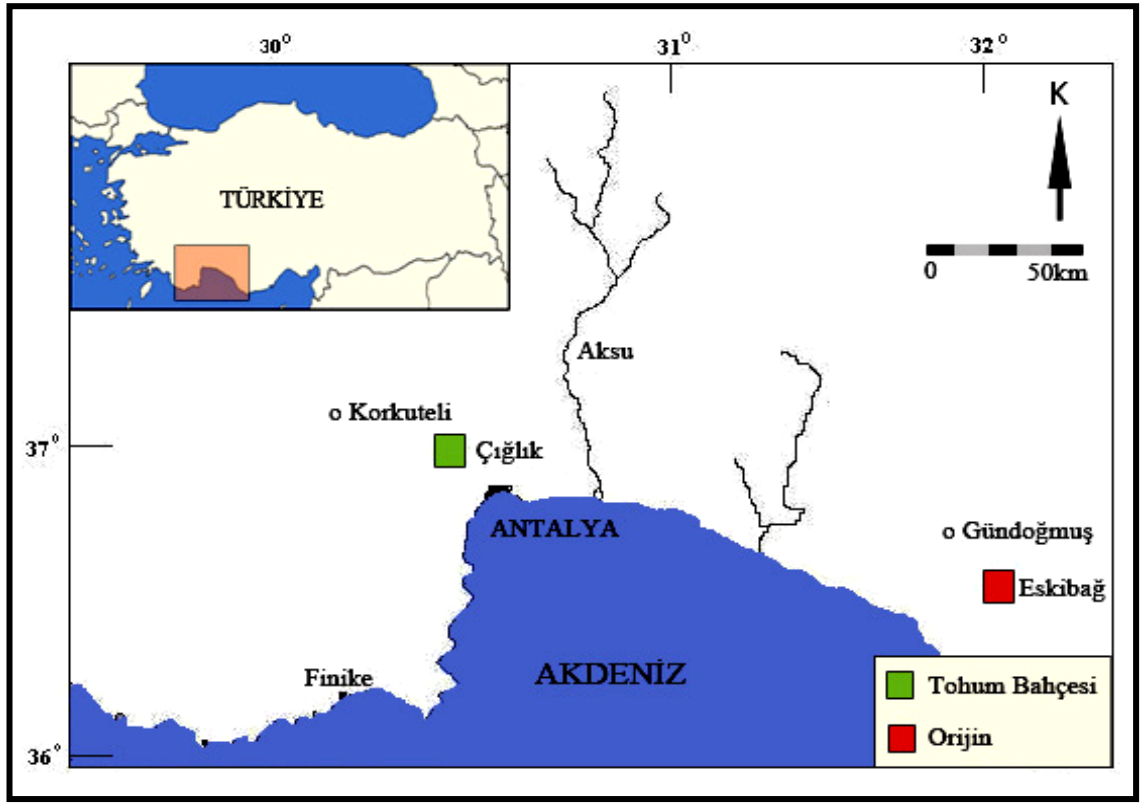 30°
31°
32°
K
TÜRKİYE
0 50km
Aksu
o Korkuteli
37°
Çığlık
ANTALYA
o Gündoğmuş
Eskibağ
Finike
AKDENİZ
Tohum Bahçesi
Orijin
36°